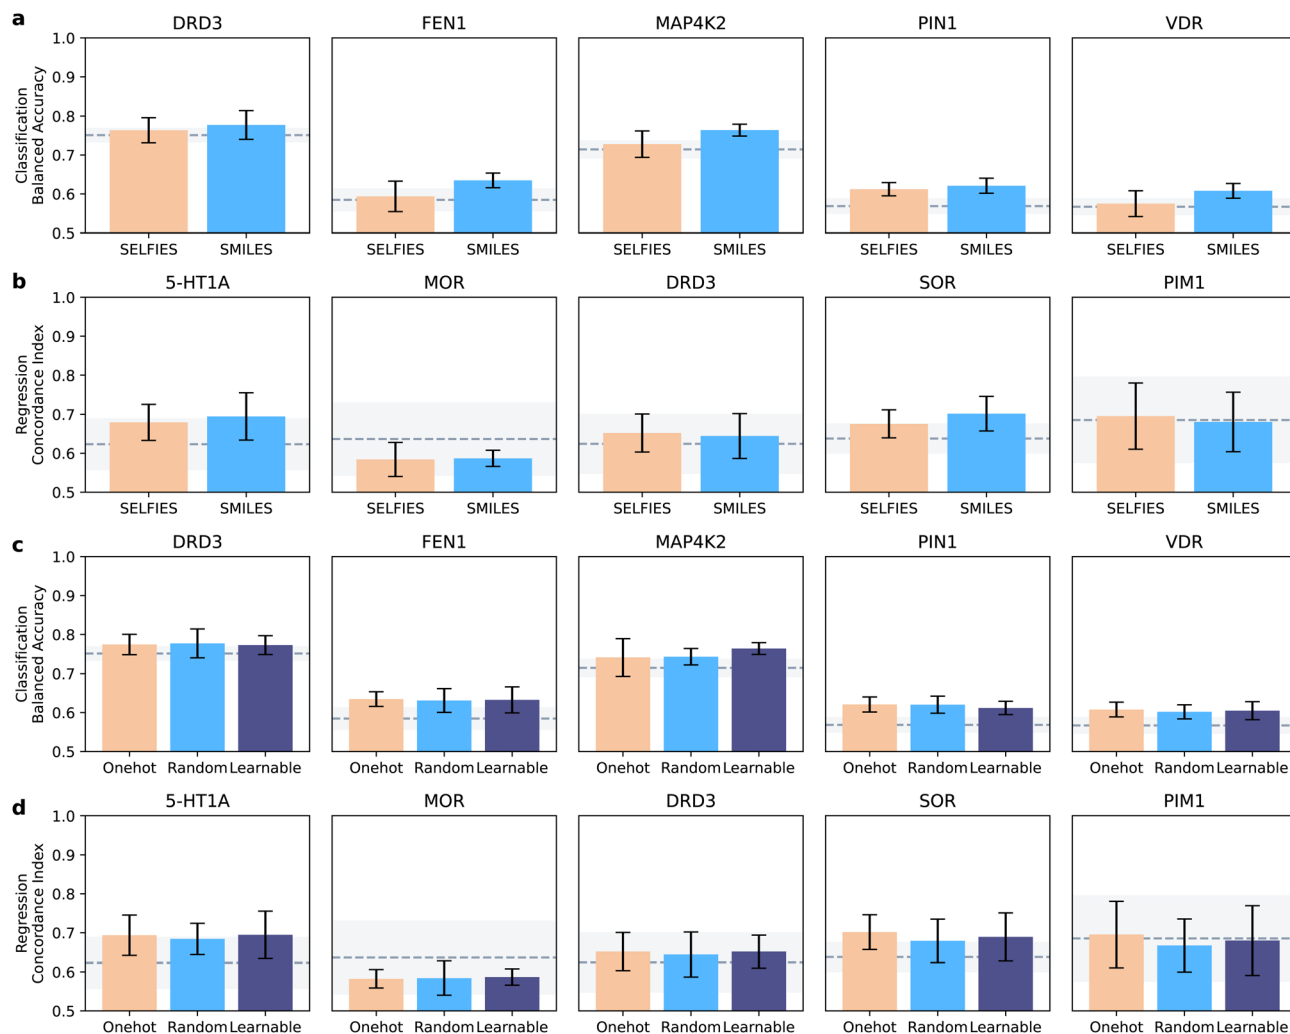 a
DRD3 FEN1 MAP4K2 PIN1 VDR
Classification
Balanced Accuracy
1.0
0.9
0.8
0.7
0.6
0.5
SELFIES SMILES SELFIES SMILES SELFIES SMILES SELFIES SMILES SELFIES SMILES
b
5-HT1A MOR DRD3 SOR PIM1
Regression
Concordance Index
1.0
0.9
0.8
0.7
0.6
0.5
SELFIES SMILES SELFIES SMILES SELFIES SMILES SELFIES SMILES SELFIES SMILES
c
DRD3 FEN1 MAP4K2 PIN1 VDR
Classification
Balanced Accuracy
1.0
0.9
0.8
0.7
0.6
0.5
Onehot Random Learnable Onehot Random Learnable Onehot Random Learnable Onehot Random Learnable Onehot Random Learnable
d
5-HT1A MOR DRD3 SOR PIM1
Regression
Concordance Index
1.0
0.9
0.8
0.7
0.6
0.5
Onehot Random Learnable Onehot Random Learnable Onehot Random Learnable Onehot Random Learnable Onehot Random Learnable